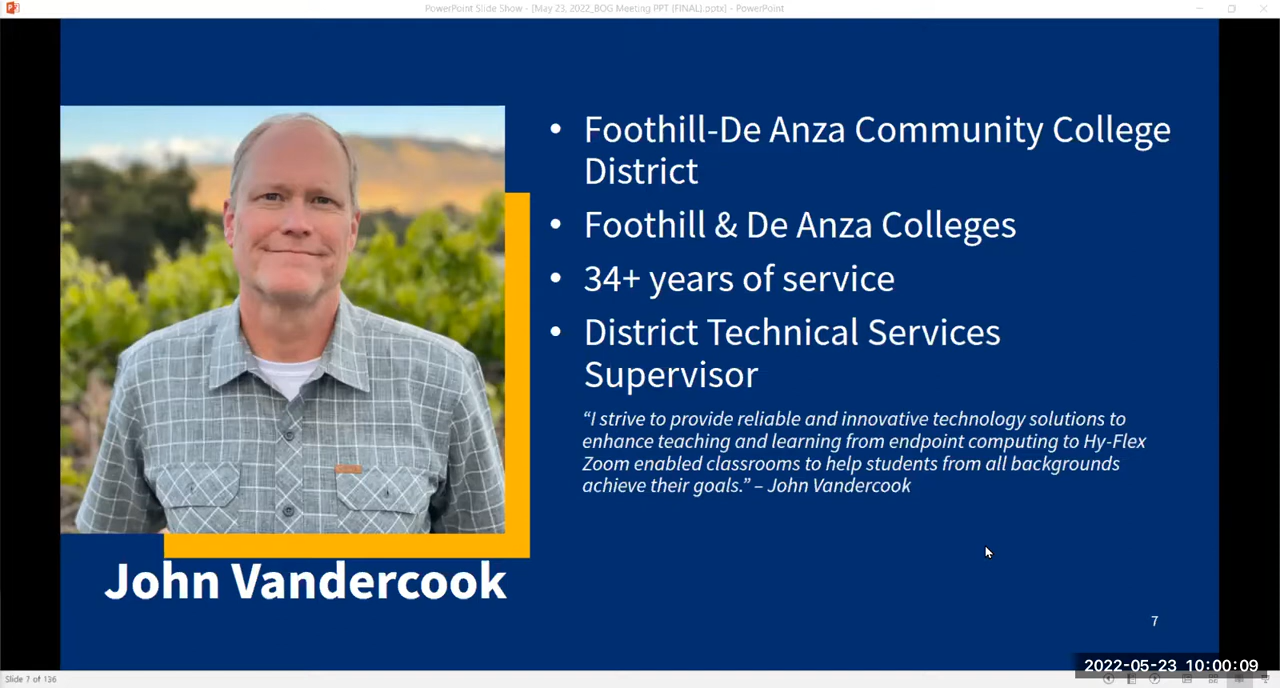 PowerPoint Slide Show - [May 23, 2022_BOG Meeting PPT (FINAL).pptx] - PowerPoint
• Foothill-De Anza Community College
District
• Foothill & De Anza Colleges
• 34+ years of service
• District Technical Services
Supervisor
“I strive to provide reliable and innovative technology solutions to
enhance teaching and learning from endpoint computing to Hy-Flex
Zoom enabled classrooms to help students from all backgrounds
achieve their goals.” – John Vandercook
John Vandercook
7
2022-05-23 10:00:09
Slide 7 of 136